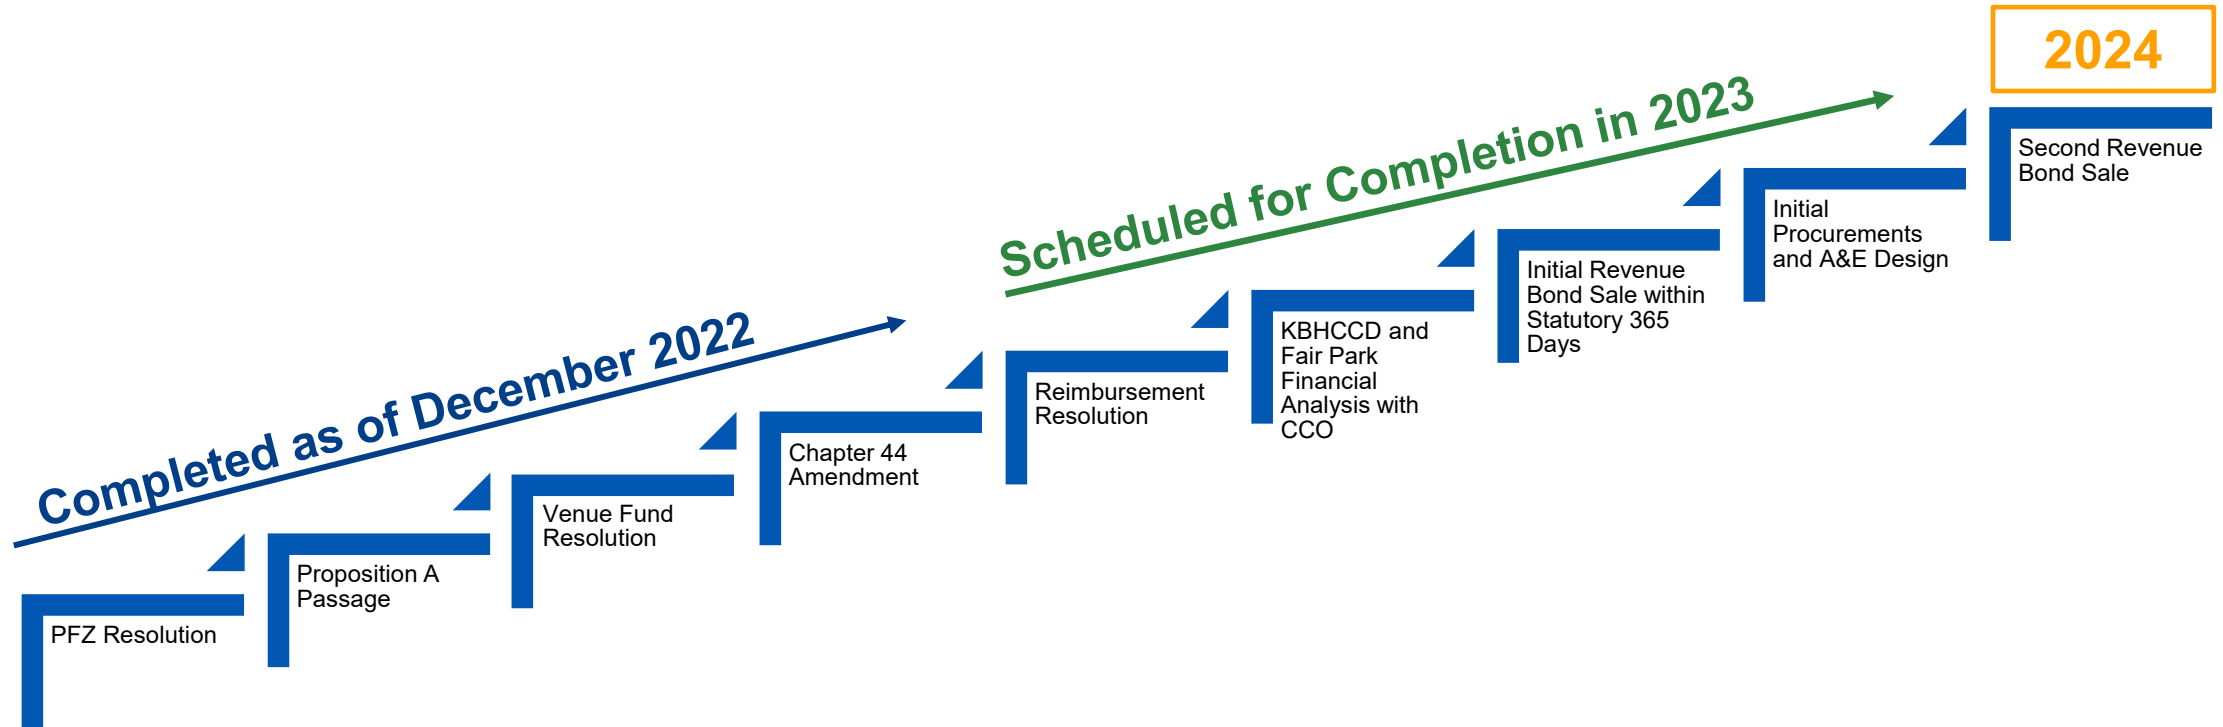 Completed as of December 2022
Scheduled for Completion in 2023
2024
PFZ Resolution
Proposition A
Passage
Venue Fund
Resolution
Chapter 44
Amendment
Reimbursement
Resolution
KBHCCD and
Fair Park
Financial
Analysis with
CCO
Initial Revenue
Bond Sale within
Statutory 365
Days
Initial
Procurements
and A&E Design
Second Revenue
Bond Sale